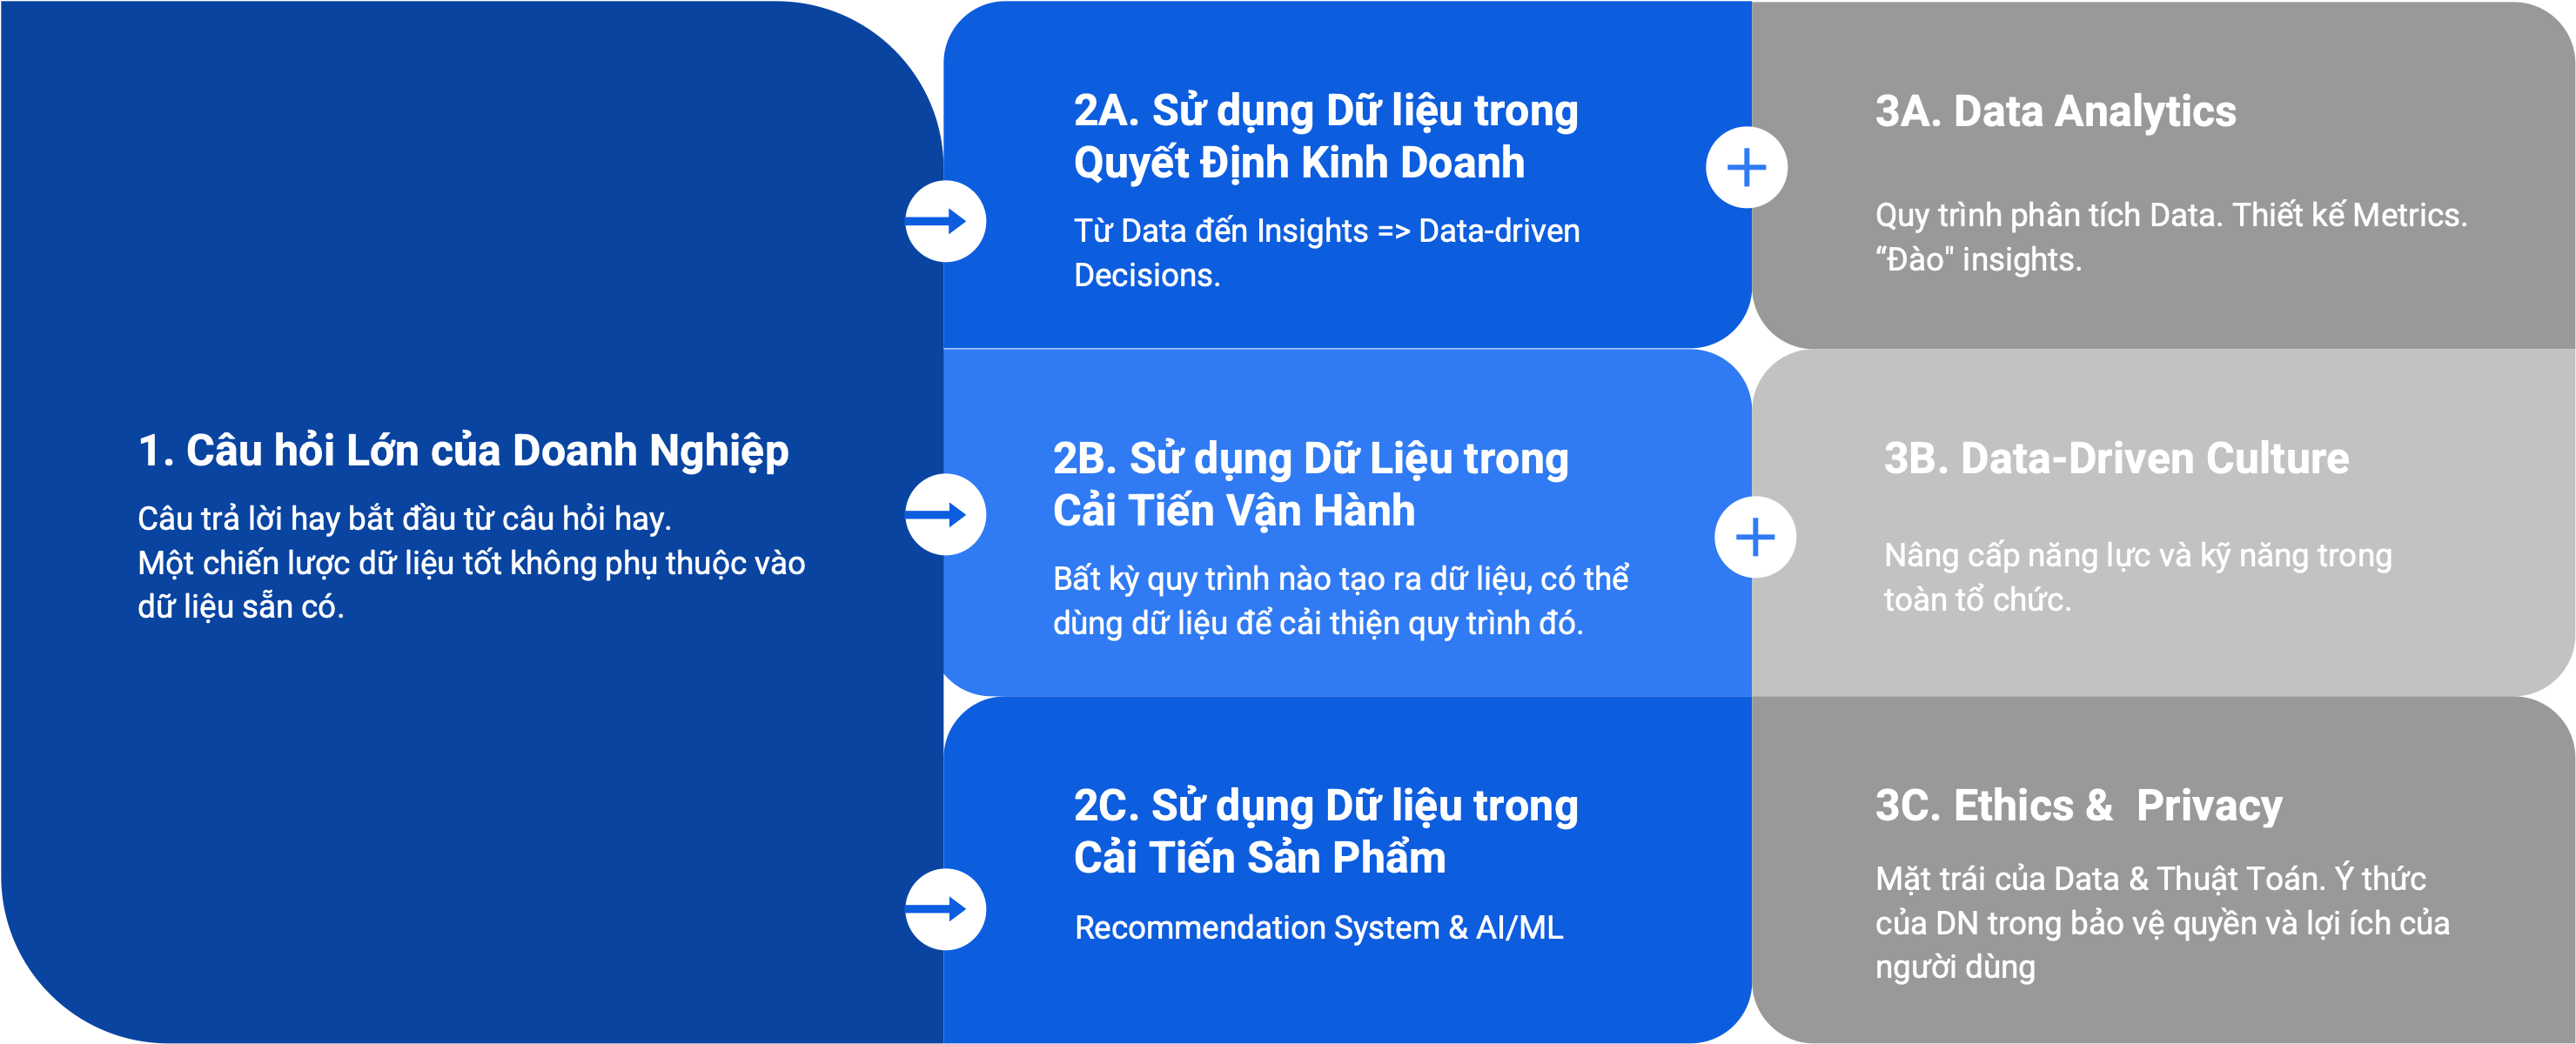 1. Câu hỏi Lớn của Doanh Nghiệp
Câu trả lời hay bắt đầu từ câu hỏi hay.
Một chiến lược dữ liệu tốt không phụ thuộc vào
dữ liệu sẵn có.
2A. Sử dụng Dữ liệu trong
Quyết Định Kinh Doanh
Từ Data đến Insights => Data-driven
Decisions.
3A. Data Analytics
Quy trình phân tích Data. Thiết kế Metrics.
“Đào" insights.
2B. Sử dụng Dữ Liệu trong
Cải Tiến Vận Hành
Bất kỳ quy trình nào tạo ra dữ liệu, có thể
dùng dữ liệu để cải thiện quy trình đó.
3B. Data-Driven Culture
Nâng cấp năng lực và kỹ năng trong
toàn tổ chức.
2C. Sử dụng Dữ liệu trong
Cải Tiến Sản Phẩm
Recommendation System & AI/ML
3C. Ethics &  Privacy
Mặt trái của Data & Thuật Toán. Ý thức
của DN trong bảo vệ quyền và lợi ích của
người dùng